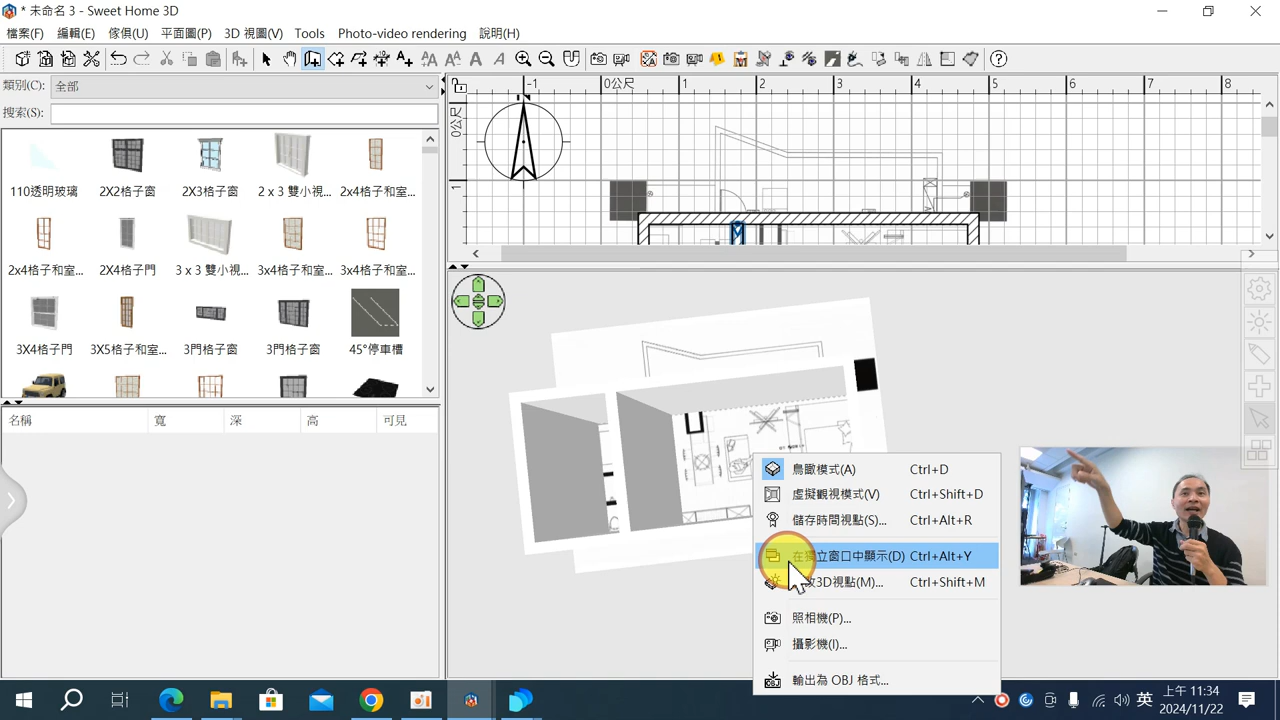 * 未命名 3 - Sweet Home 3D
檔案(F) 編輯(E) 傢俱(U) 平面圖(P) 3D 視圖(V) Tools Photo-video rendering 說明(H)
類別(C): 全部
搜索(S):
110透明玻璃 2X2格子窗 2X3格子窗 2 x 3 雙小視... 2x4格子和室...
2x4格子和室... 2X4格子門 3 x 3 雙小視... 3x4格子和室... 3x4格子和室...
3X4格子門 3X5格子和室... 3門格子窗 3門格子窗 45°停車槽
名稱 寬 深 高 可見
-1 0公尺 1 2 3 4 5 6 7 8
0公尺
1
N
鳥瞰模式(A) Ctrl+D
虛擬觀視模式(V) Ctrl+Shift+D
儲存時間視點(S)... Ctrl+Alt+R
在獨立窗口中顯示(D) Ctrl+Alt+Y
改3D視點(M)... Ctrl+Shift+M
照相機(P)...
攝影機(I)...
輸出為 OBJ 格式...
英
上午 11:34
2024/11/22